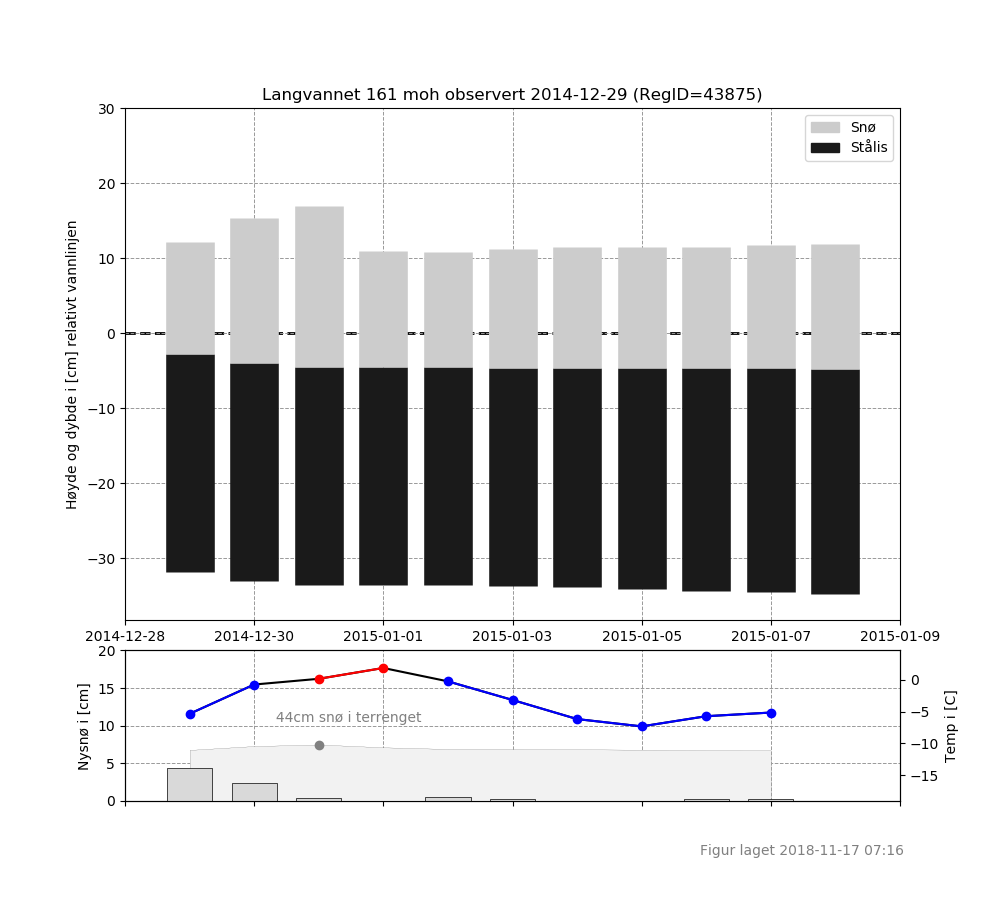 Langvannet 161 moh observert 2014-12-29 (RegID=43875)
Snø
Stålis
Høyde og dybde i [cm] relativt vannlinjen
30
20
10
0
−10
−20
−30
2014-12-28 2014-12-30 2015-01-01 2015-01-03 2015-01-05 2015-01-07 2015-01-09
Nysnø i [cm]
20
15
10
5
0
44cm snø i terrenget
0
−5
−10
−15
Temp i [C]
Figur laget 2018-11-17 07:16